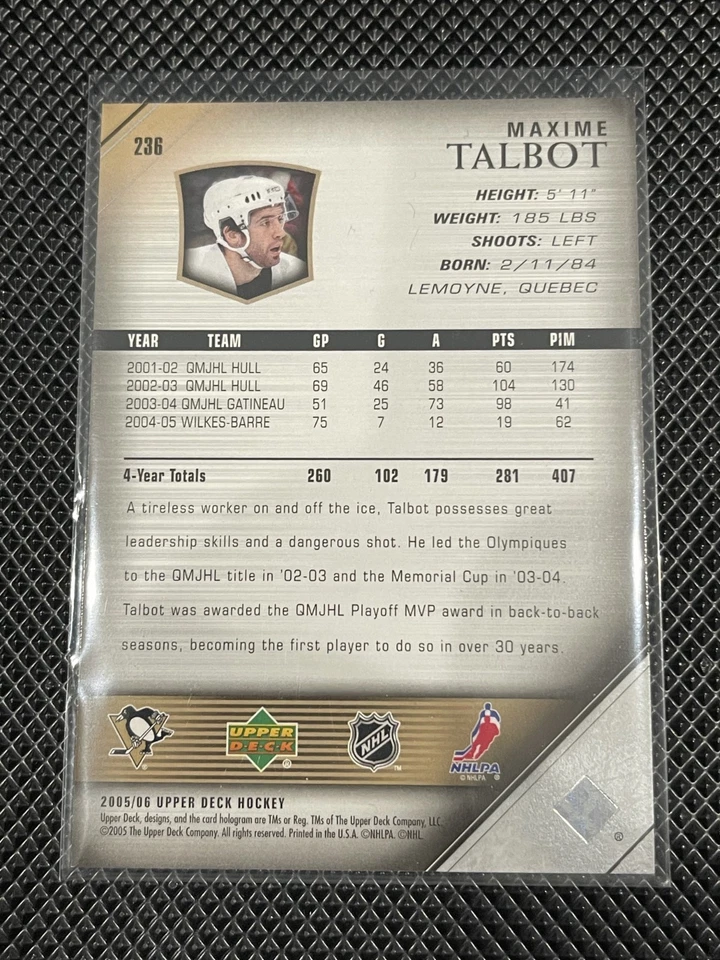 236
MAXIME
TALBOT
HEIGHT: 5' 11"
WEIGHT: 185 LBS
SHOOTS: LEFT
BORN: 2/11/84
LEMOYNE, QUEBEC
YEAR TEAM GP G A PTS PIM
2001-02 QMJHL HULL 65 24 36 60 174
2002-03 QMJHL HULL 69 46 58 104 130
2003-04 QMJHL GATINEAU 51 25 73 98 41
2004-05 WILKES-BARRE 75 7 12 19 62
4-Year Totals 260 102 179 281 407
A tireless worker on and off the ice, Talbot possesses great
leadership skills and a dangerous shot. He led the Olympiques
to the QMJHL title in '02-03 and the Memorial Cup in '03-04.
Talbot was awarded the QMJHL Playoff MVP award in back-to-back
seasons, becoming the first player to do so in over 30 years.
UPPER
DECK
®
NHL
TM
NHLPA
©NHLPA
®
2005/06 UPPER DECK HOCKEY
Upper Deck, designs, and the card hologram are TMs or Reg. TMs of The Upper Deck Company, LLC.
©2005 The Upper Deck Company. All rights reserved. Printed in the U.S.A. ©NHLPA. ©NHL